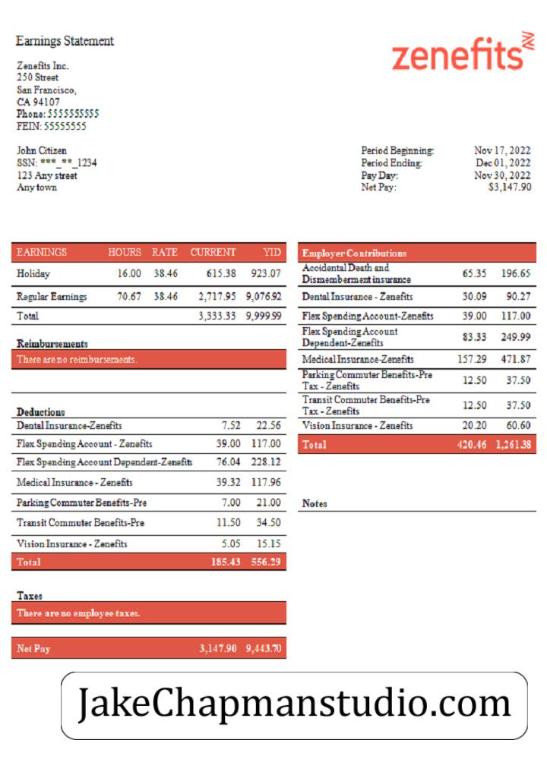 Earnings Statement
zenefits
Zenefits Inc.
250 Street
San Francisco,
CA 94107
Phone: 5555555555
FEIN: 55555555
John Citizen
SSN: ***_**_1234
123 Any street
Any town
Period Beginning: Nov 17, 2022
Period Ending: Dec 01, 2022
Pay Day: Nov 30, 2022
Net Pay: $3,147.90
EARNINGS HOURS RATE CURRENT YTD
Holiday 16.00 38.46 615.38 923.07
Regular Earnings 70.67 38.46 2,717.95 9,076.92
Total 3,333.33 9,999.99
Reimbursements
There are no reimbursements.
Deductions
Dental Insurance-Zenefits 7.52 22.56
Flex Spending Account - Zenefits 39.00 117.00
Flex Spending Account Dependent-Zenefits 76.04 228.12
Medical Insurance - Zenefits 39.32 117.96
Parking Commuter Benefits-Pre 7.00 21.00
Transit Commuter Benefits-Pre 11.50 34.50
Vision Insurance - Zenefits 5.05 15.15
Total 185.43 556.29
Taxes
There are no employee taxes.
Net Pay 3,147.90 9,443.70
Employer Contributions
Accidental Death and
Dismemberment insurance 65.35 196.65
Dental Insurance - Zenefits 30.09 90.27
Flex Spending Account-Zenefits 39.00 117.00
Flex Spending Account
Dependent-Zenefits 83.33 249.99
Medical Insurance-Zenefits 157.29 471.87
Parking Commuter Benefits-Pre
Tax - Zenefits 12.50 37.50
Transit Commuter Benefits-Pre
Tax - Zenefits 12.50 37.50
Vision Insurance - Zenefits 20.20 60.60
Total 420.46 1,261.38
Notes
JakeChapmanstudio.com